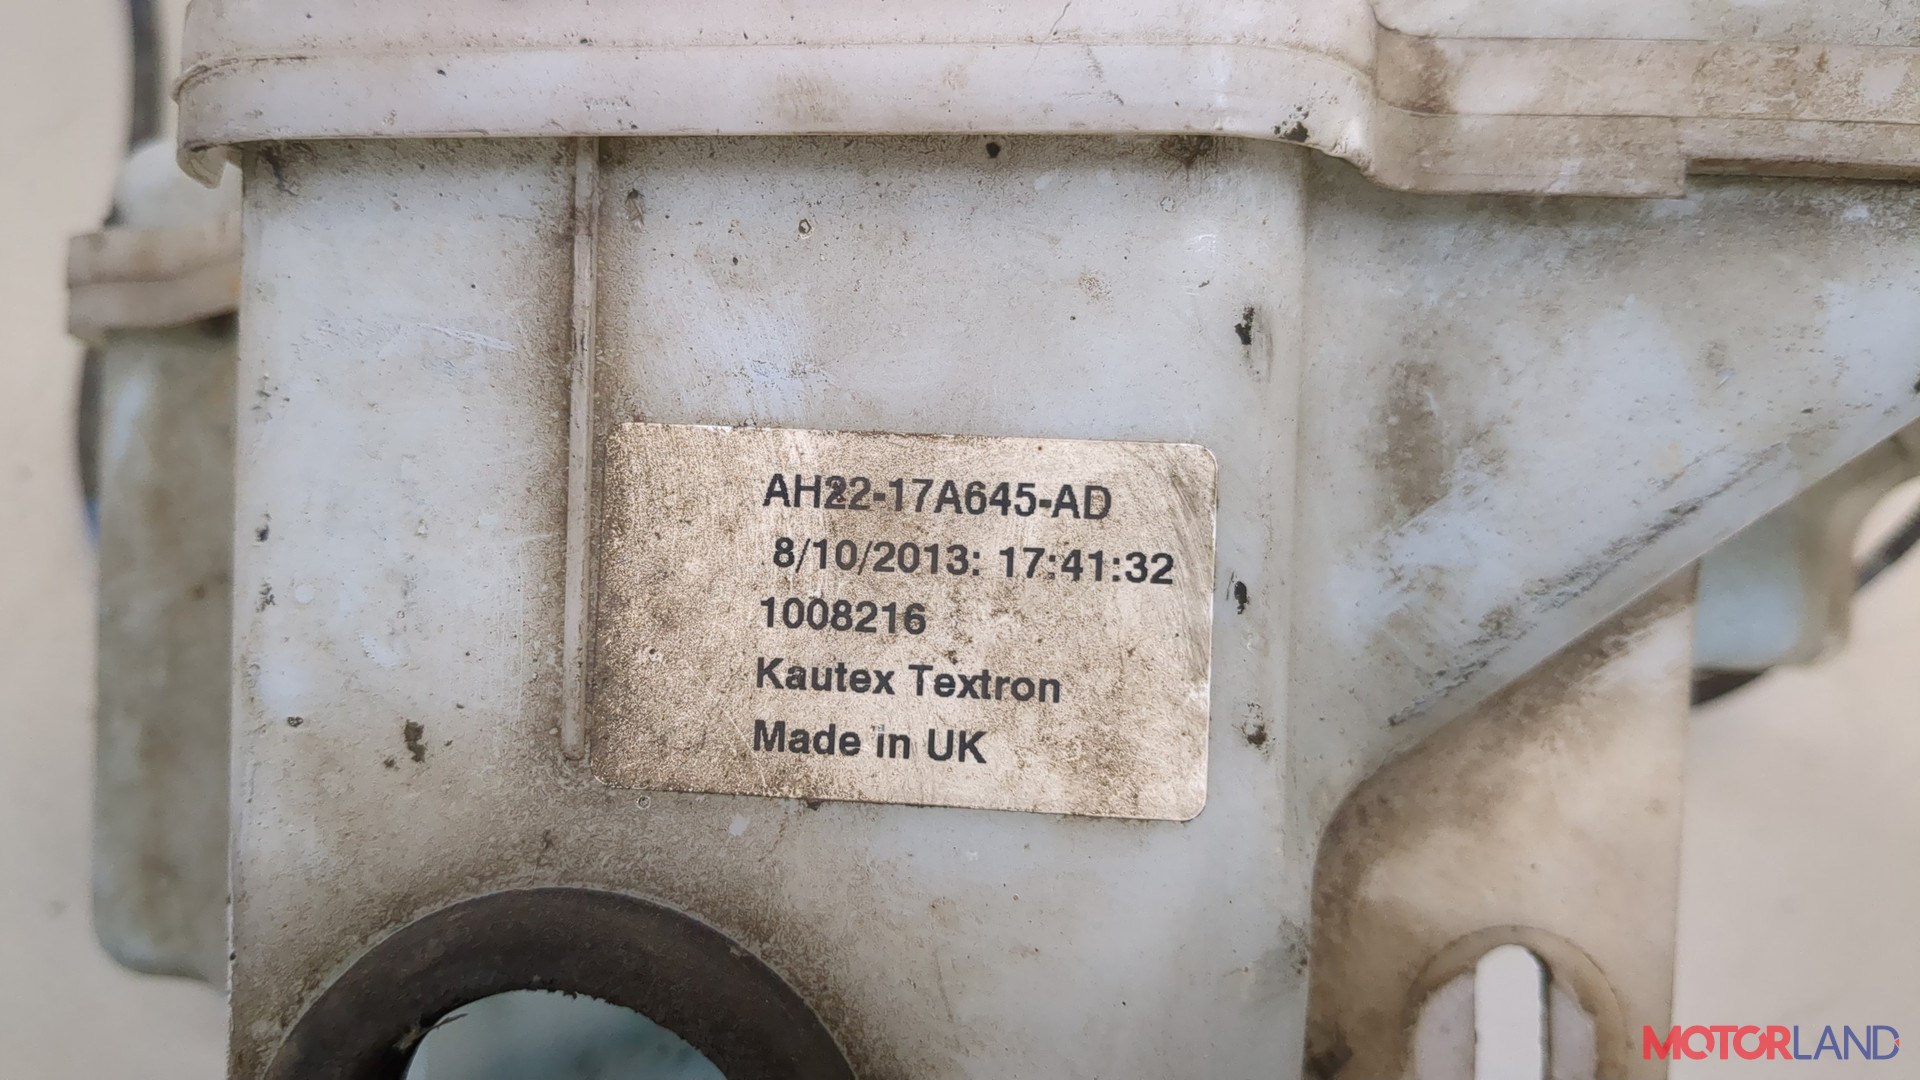 AH22-17A645-AD
8/10/2013: 17:41:32
1008216
Kautex Textron
Made in UK
MOTORLAND